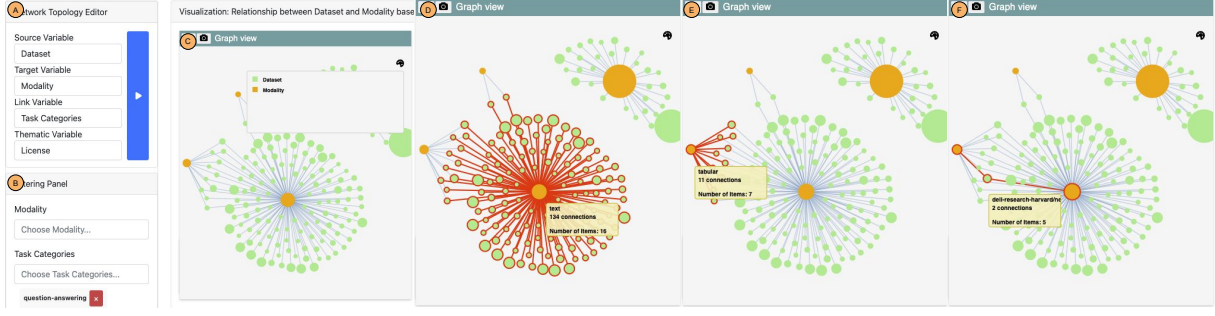 A
etwork Topology Editor
Source Variable
Dataset
Target Variable
Modality
Link Variable
Task Categories
Thematic Variable
License
B
tering Panel
Modality
Choose Modality...
Task Categories
Choose Task Categories...
question-answering ×
Visualization: Relationship between Dataset and Modality base
C
Graph view
Dataset
Modality
D
Graph view
text
134 connections
Number of Items: 16
E
Graph view
tabular
11 connections
Number of Items: 7
F
Graph view
dell-research-harvard/ne
2 connections
Number of Items: 5